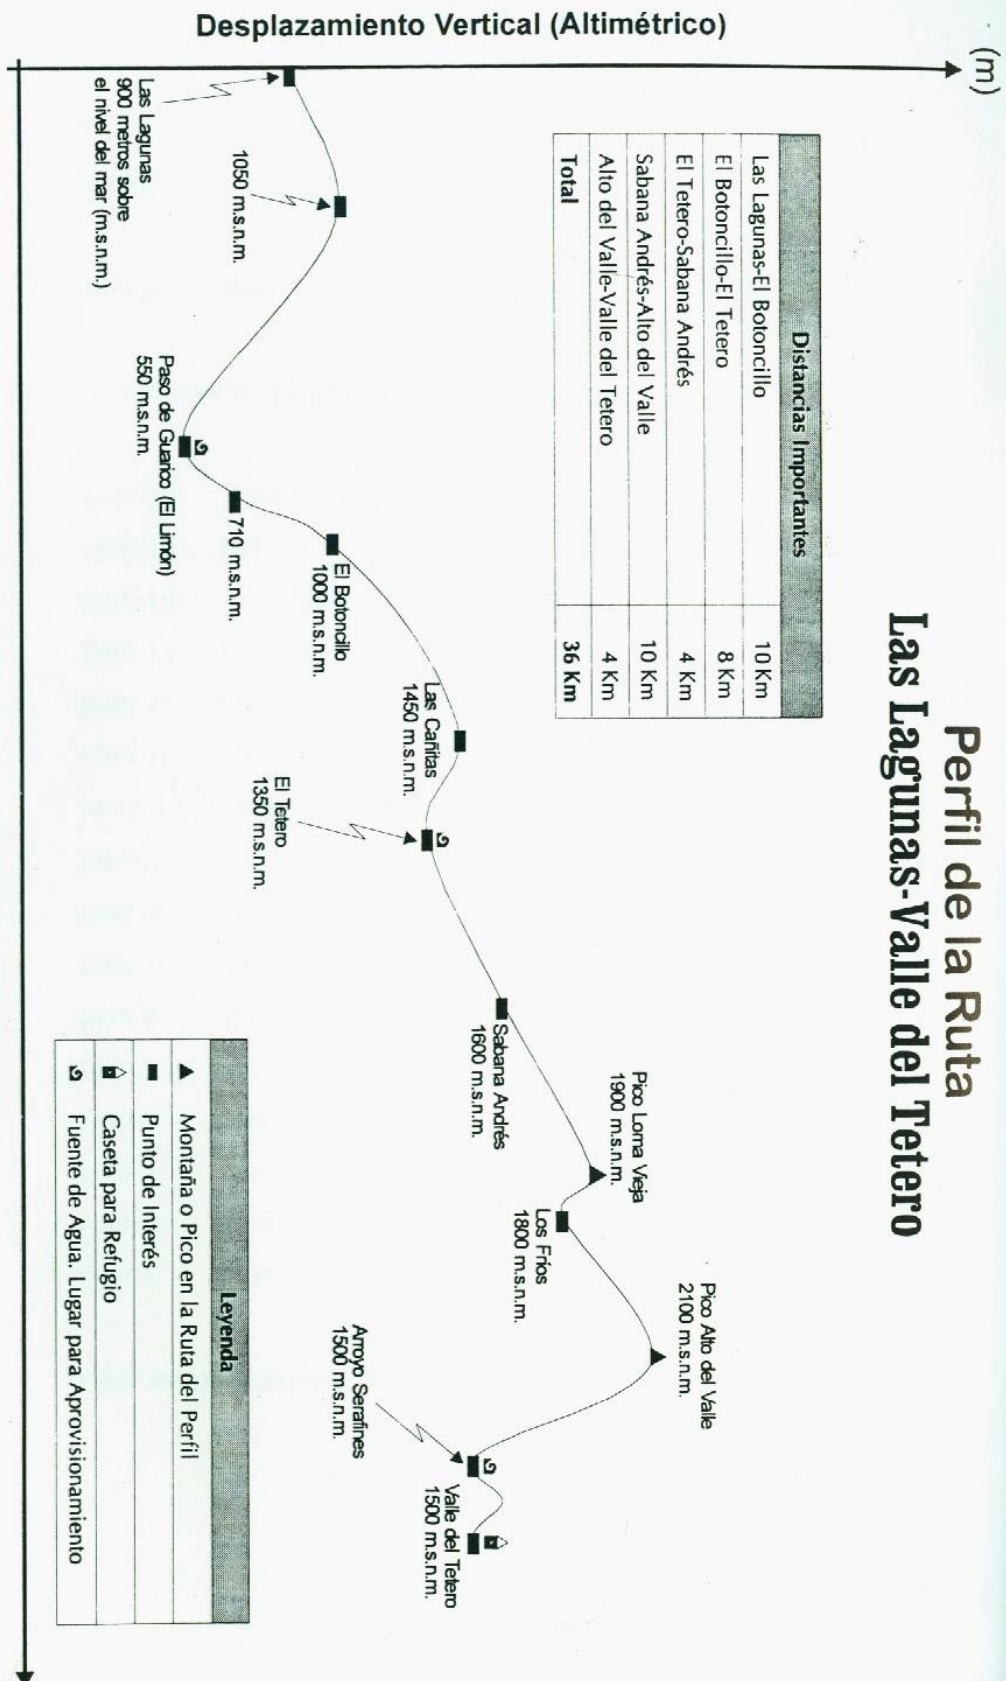 Perfil de la Ruta
Las Lagunas-Valle del Tetero
(m)
Desplazamiento Vertical (Altimétrico)
Distancias Importantes
Las Lagunas-El Botoncillo 10 Km
El Botoncillo-El Tetero 8 Km
El Tetero-Sabana Andrés 4 Km
Sabana Andrés-Alto del Valle 10 Km
Alto del Valle-Valle del Tetero 4 Km
Total 36 Km
Las Lagunas
900 metros sobre
el nivel del mar (m.s.n.m.)
1050 m.s.n.m.
Paso de Guarico (El Limón)
550 m.s.n.m.
710 m.s.n.m.
El Botoncillo
1000 m.s.n.m.
Las Cañitas
1450 m.s.n.m.
El Tetero
1350 m.s.n.m.
Sabana Andrés
1600 m.s.n.m.
Pico Loma Vieja
1900 m.s.n.m.
Los Fríos
1800 m.s.n.m.
Pico Alto del Valle
2100 m.s.n.m.
Arroyo Serafines
1500 m.s.n.m.
Valle del Tetero
1500 m.s.n.m.
Leyenda
Montaña o Pico en la Ruta del Perfil
Punto de Interés
Caseta para Refugio
Fuente de Agua. Lugar para Aprovisionamiento